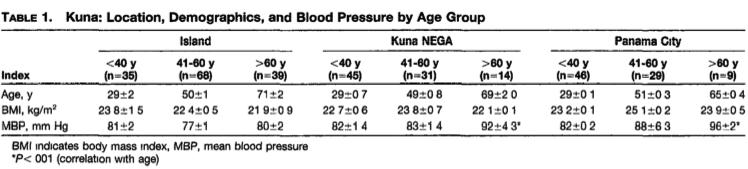 TABLE 1. Kuna: Location, Demographics, and Blood Pressure by Age Group
Island Kuna NEGA Panama City
<40 y 41-60 y >60 y <40 y 41-60 y >60 y <40 y 41-60 y >60 y
Index (n=35) (n=68) (n=39) (n=45) (n=31) (n=14) (n=46) (n=29) (n=9)
Age, y 29±2 50±1 71±2 29±0 7 49±0 8 69±2 0 29±0 1 51±0 3 65±0 4
BMI, kg/m² 23 8±1 5 22 4±0 5 21 9±0 9 22 7±0 6 23 8±0 7 22 1±0 1 23 2±0 1 25 1±0 2 23 9±0 5
MBP, mm Hg 81±2 77±1 80±2 82±1 4 83±1 4 92±4 3* 82±0 2 88±6 3 96±2*
BMI indicates body mass index, MBP, mean blood pressure
*P< 001 (correlation with age)